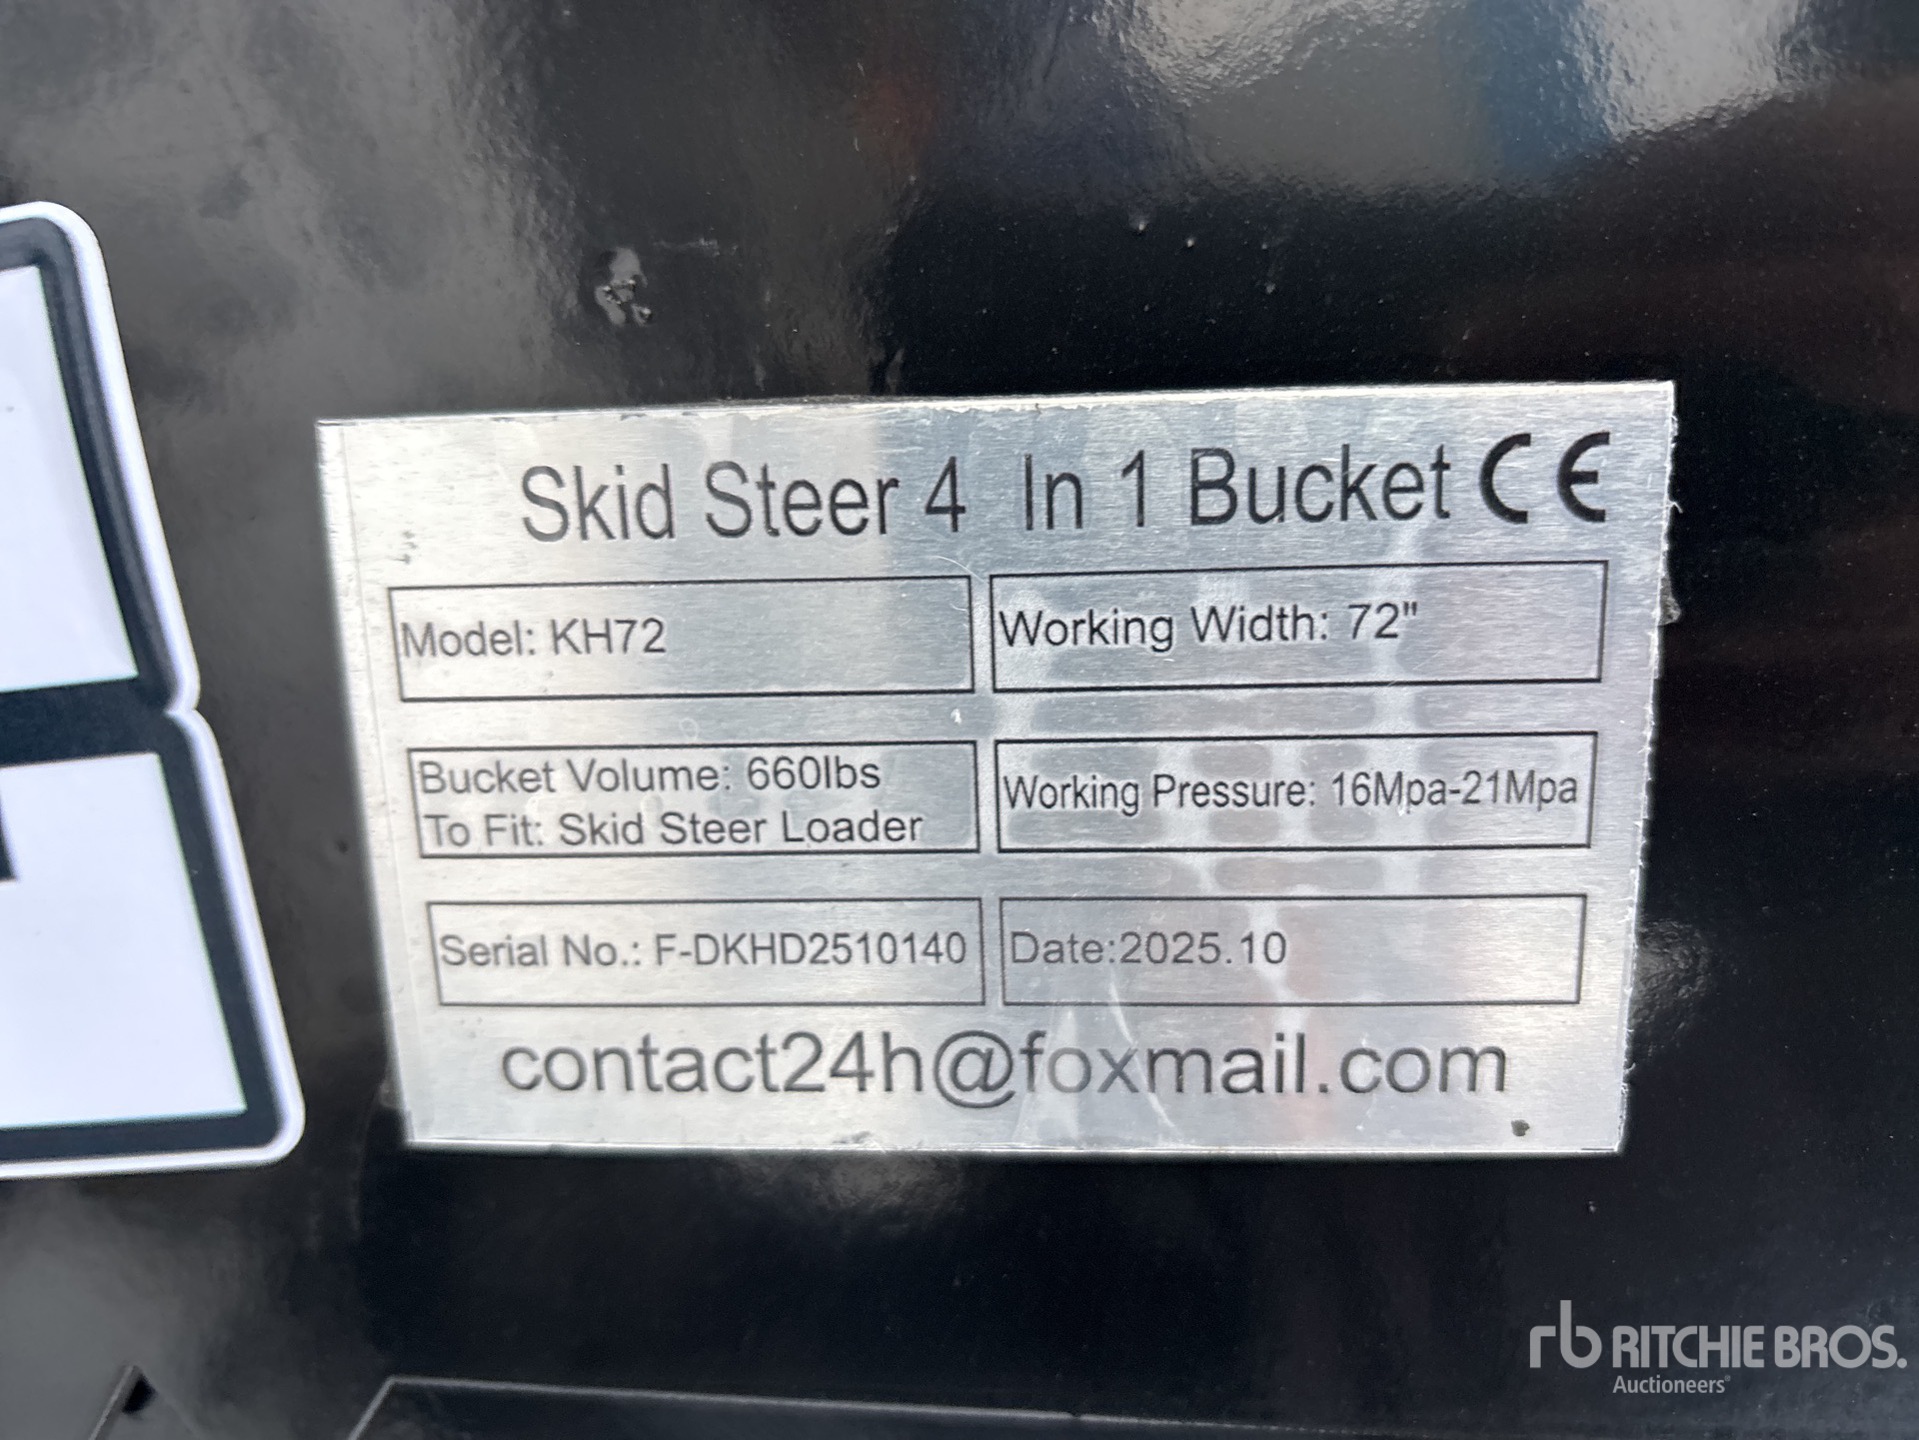 Skid Steer 4 In 1 Bucket CE
Model: KH72
Working Width: 72"
Bucket Volume: 660lbs
To Fit: Skid Steer Loader
Working Pressure: 16Mpa-21Mpa
Serial No.: F-DKHD2510140
Date:2025.10
contact24h@foxmail.com
rb RITCHIE BROS.
Auctioneers®